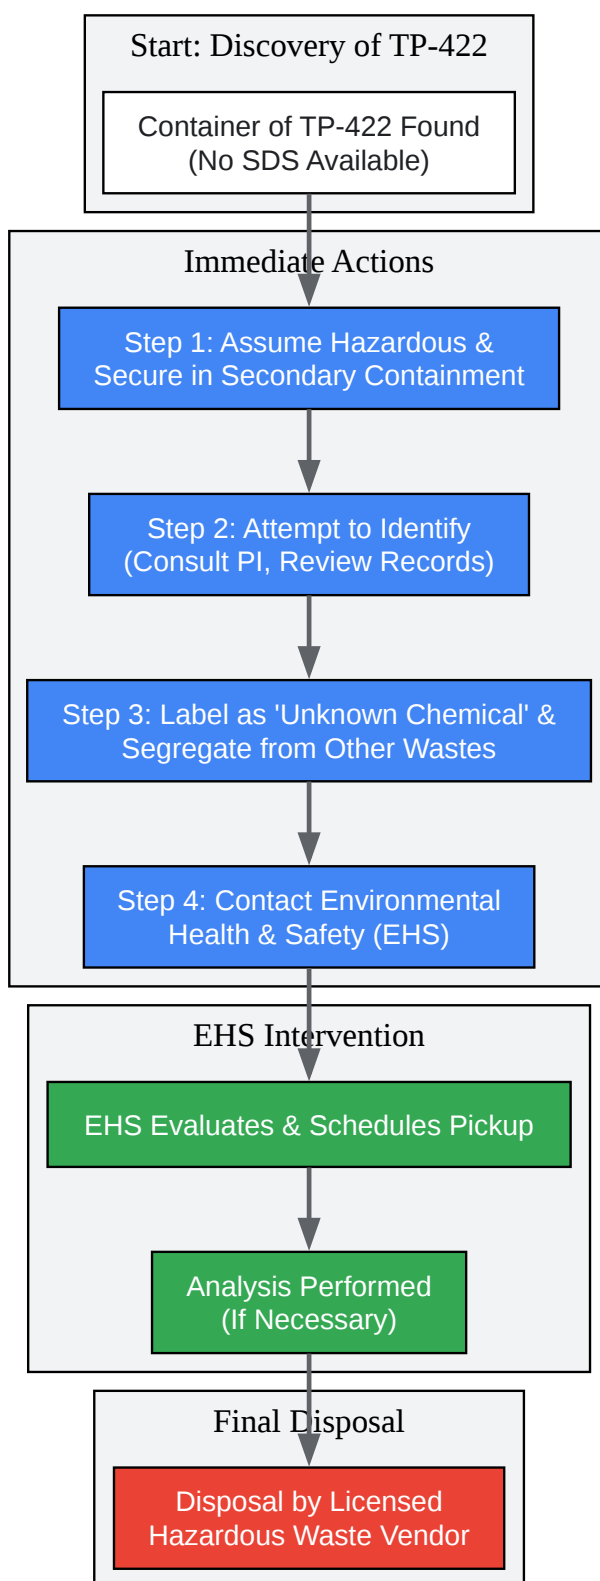 Start: Discovery of TP-422
Container of TP-422 Found
(No SDS Available)
Immediate Actions
Step 1: Assume Hazardous &
Secure in Secondary Containment
Step 2: Attempt to Identify
(Consult PI, Review Records)
Step 3: Label as 'Unknown Chemical' &
Segregate from Other Wastes
Step 4: Contact Environmental
Health & Safety (EHS)
EHS Intervention
EHS Evaluates & Schedules Pickup
Analysis Performed
(If Necessary)
Final Disposal
Disposal by Licensed
Hazardous Waste Vendor